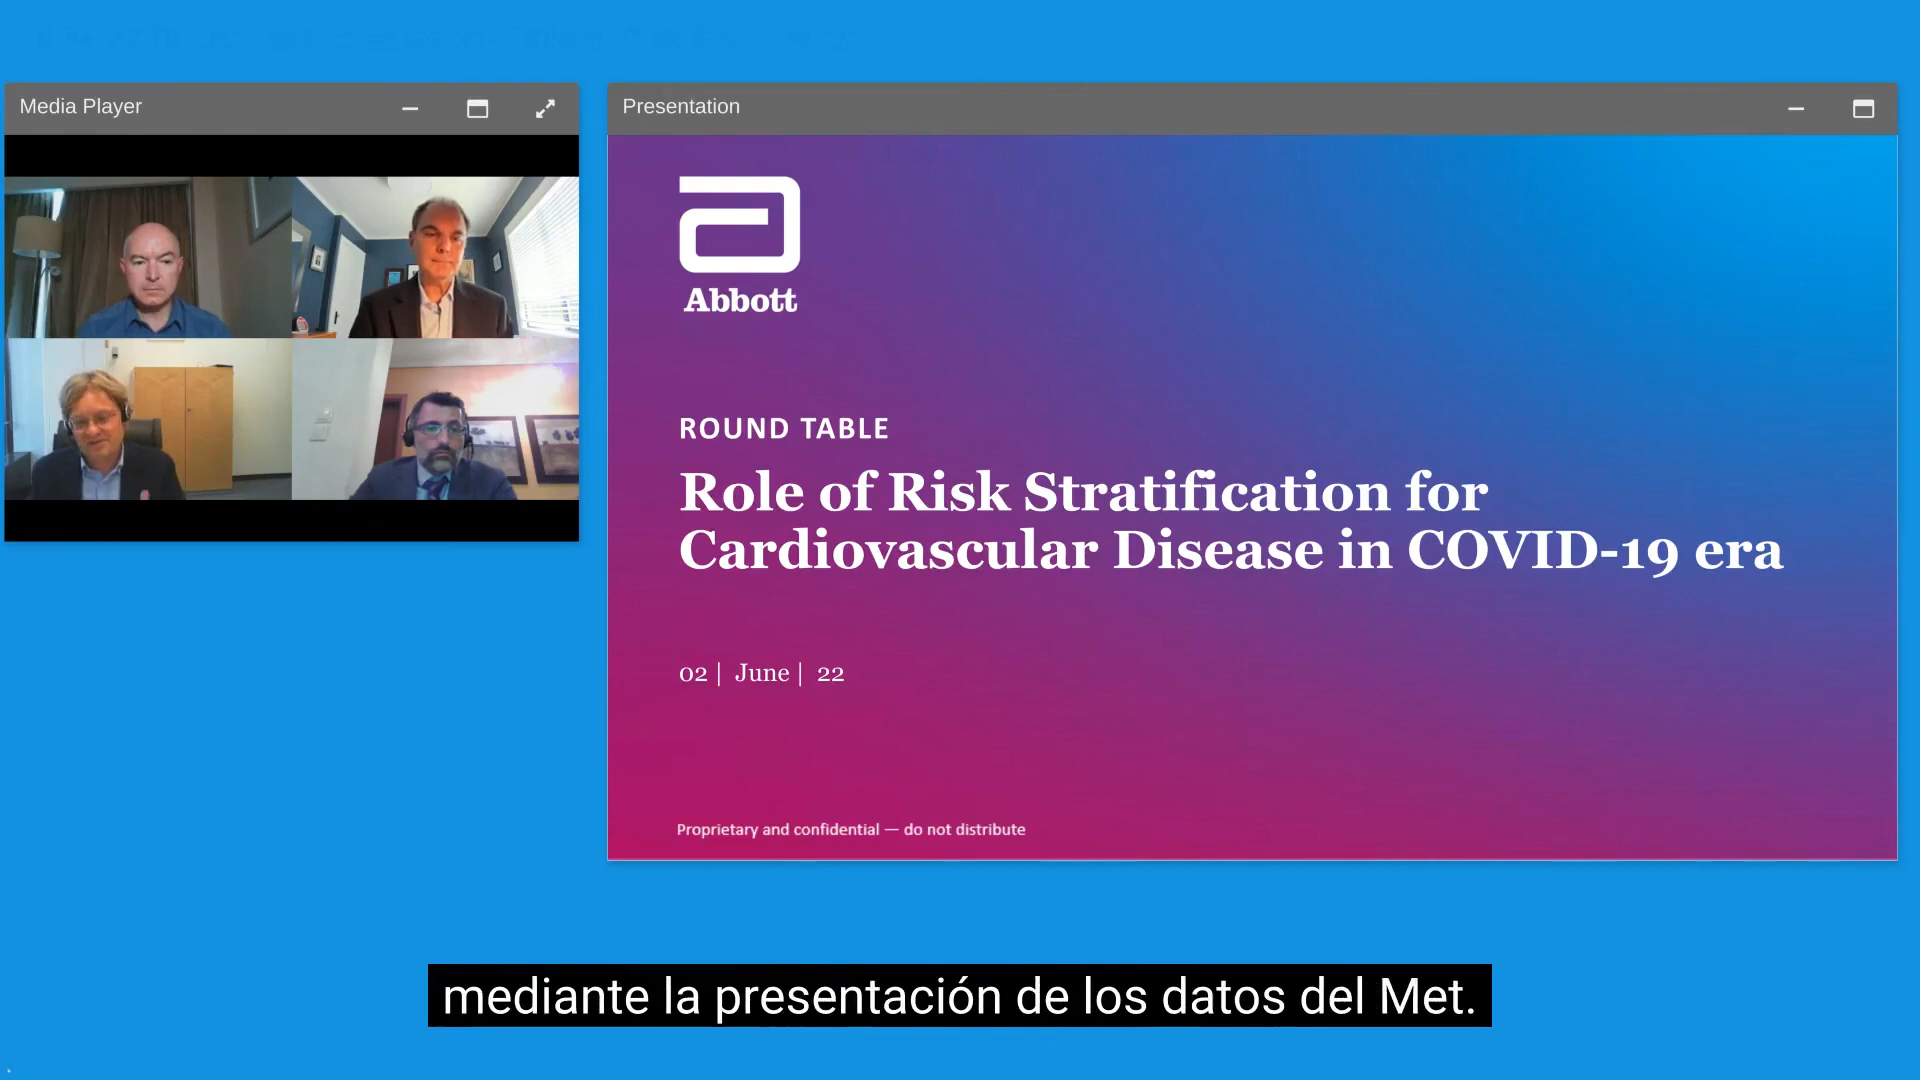 Media Player
Presentation
Abbott
ROUND TABLE
Role of Risk Stratification for
Cardiovascular Disease in COVID-19 era
02 | June | 22
Proprietary and confidential — do not distribute
mediante la presentación de los datos del Met.